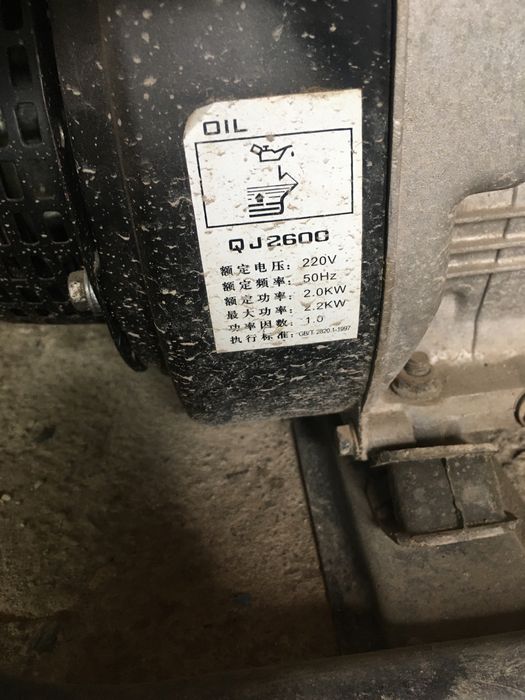 OIL
QJ2600
额定电压: 220V
额定频率: 50Hz
额定功率: 2.0KW
最大功率: 2.2KW
功率因数: 1.0
执行标准: GB/T 2820.1-1997